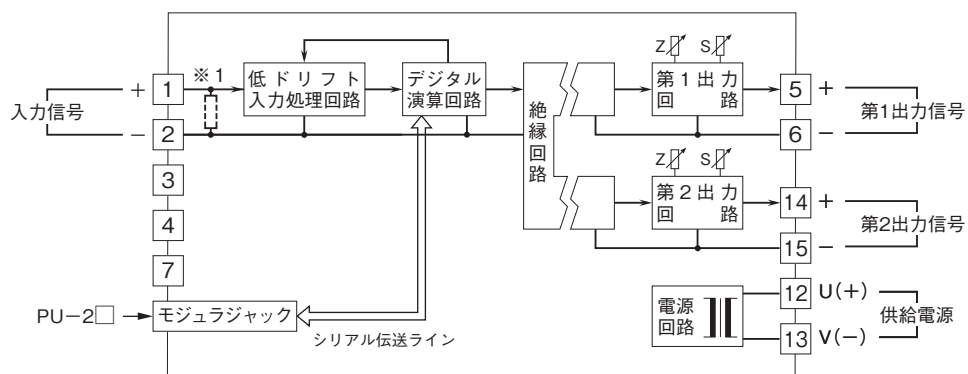 ※1
Z S
低ドリフト
入力処理回路
デジタル
演算回路
絶縁回路
第1出力
回路
+ 1
入力信号
− 2
3
4
7
5 +
第1出力信号
6 −
Z S
第2出力
回路
14 +
第2出力信号
15 −
電源
回路
12 U(+)
供給電源
13 V(−)
PU−2□
モジュラジャック
シリアル伝送ライン